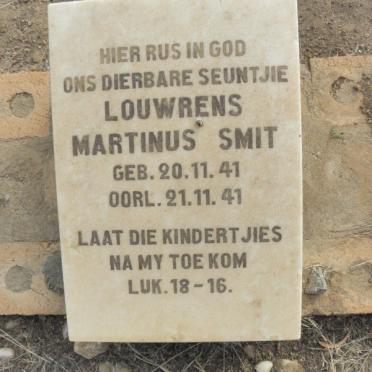 HIER RUS IN GOD
ONS DIERBARE SEUNTJIE
LOUWRENS
MARTINUS SMIT
GEB. 20.11.41
OORL. 21.11.41
LAAT DIE KINDERTJIES
NA MY TOE KOM
LUK. 18-16.